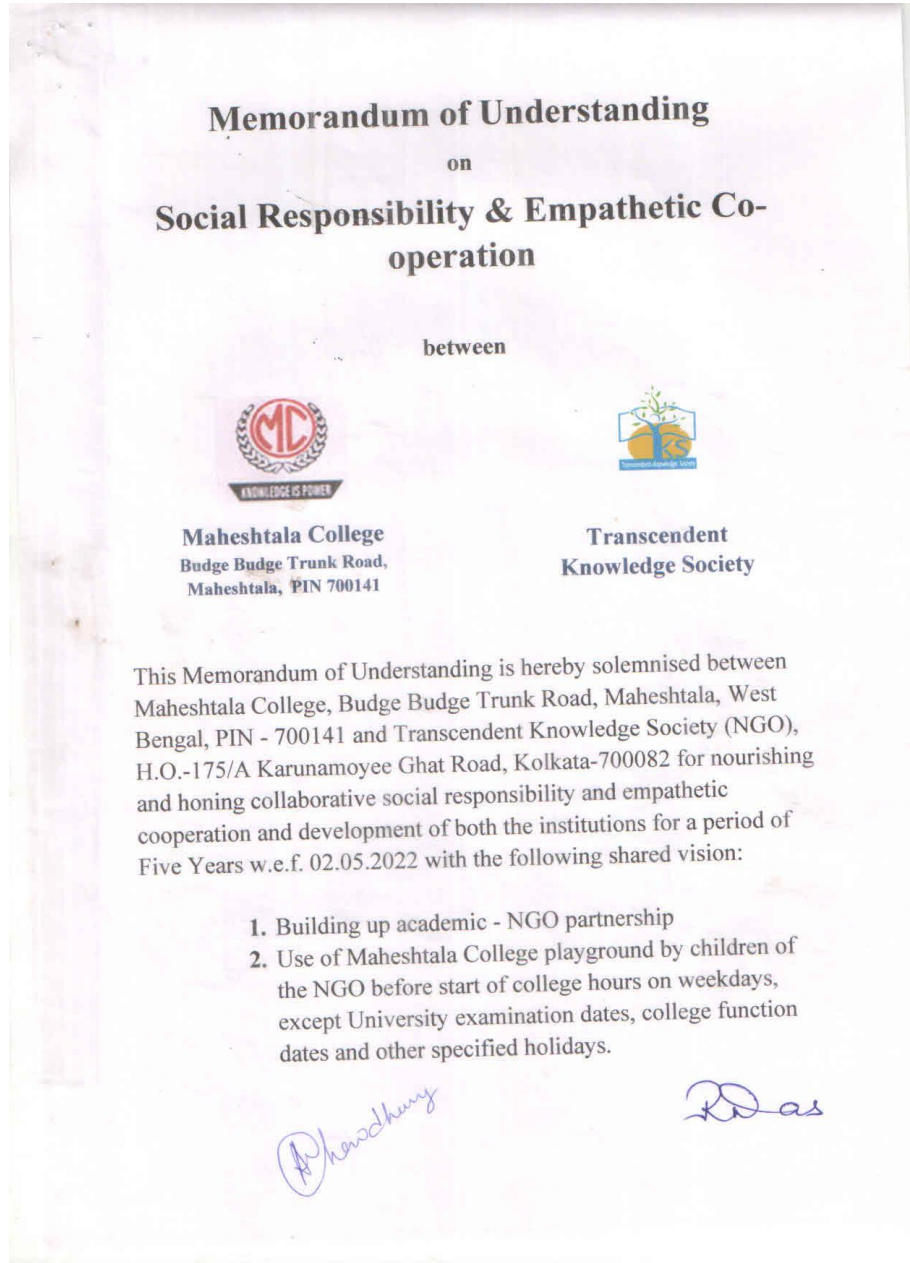 Memorandum of Understanding
on
Social Responsibility & Empathetic Co-
operation
between
MC
KNOWLEDGE IS POWER
TKS
Transcendent Knowledge Society
Maheshtala College
Budge Budge Trunk Road,
Maheshtala, PIN 700141
Transcendent
Knowledge Society
This Memorandum of Understanding is hereby solemnised between
Maheshtala College, Budge Budge Trunk Road, Maheshtala, West
Bengal, PIN - 700141 and Transcendent Knowledge Society (NGO),
H.O.-175/A Karunamoyee Ghat Road, Kolkata-700082 for nourishing
and honing collaborative social responsibility and empathetic
cooperation and development of both the institutions for a period of
Five Years w.e.f. 02.05.2022 with the following shared vision:
1. Building up academic - NGO partnership
2. Use of Maheshtala College playground by children of
the NGO before start of college hours on weekdays,
except University examination dates, college function
dates and other specified holidays.
RDas